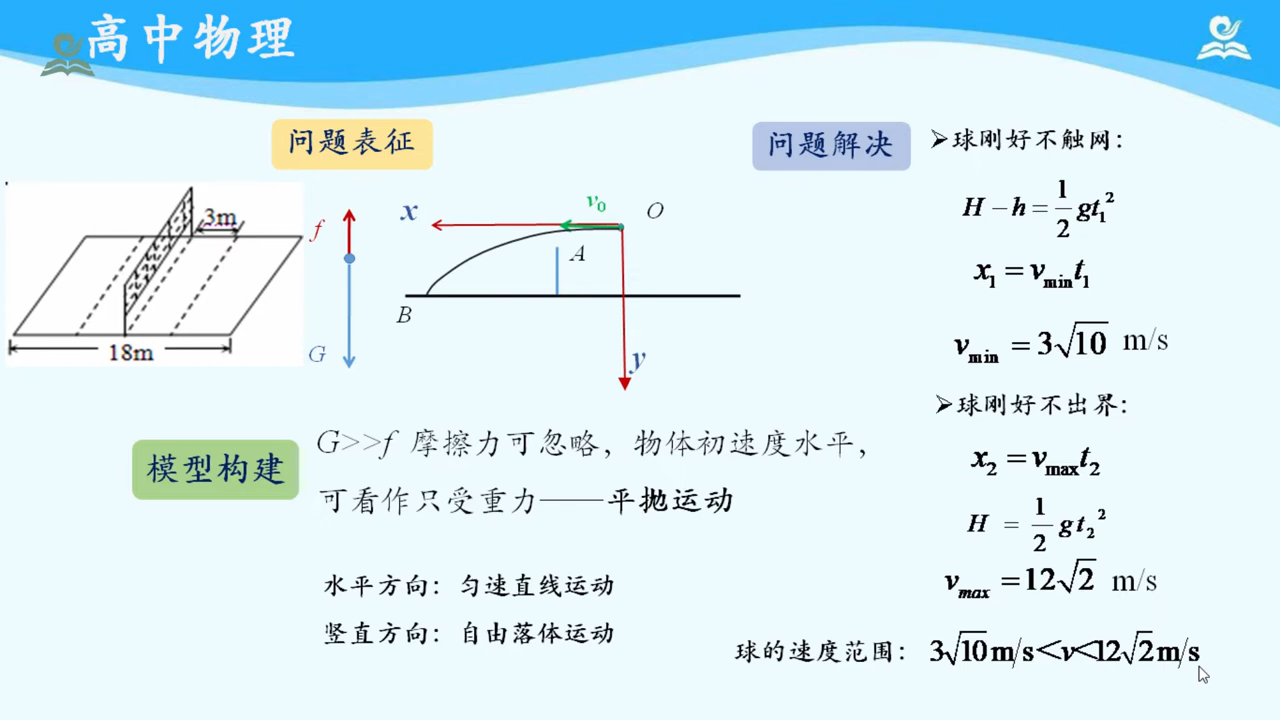 高中物理
问题表征
3m
18m
f
G
x
v₀
O
A
B
y
模型构建
G>>f 摩擦力可忽略，物体初速度水平，
可看作只受重力——平抛运动
水平方向：匀速直线运动
竖直方向：自由落体运动
问题解决
➢球刚好不触网：
H－h＝1/2 gt₁²
x₁＝v_min t₁
v_min＝3√10 m/s
➢球刚好不出界：
x₂＝v_max t₂
H ＝ 1/2 gt₂²
v_max＝12√2 m/s
球的速度范围：3√10m/s＜v＜12√2m/s